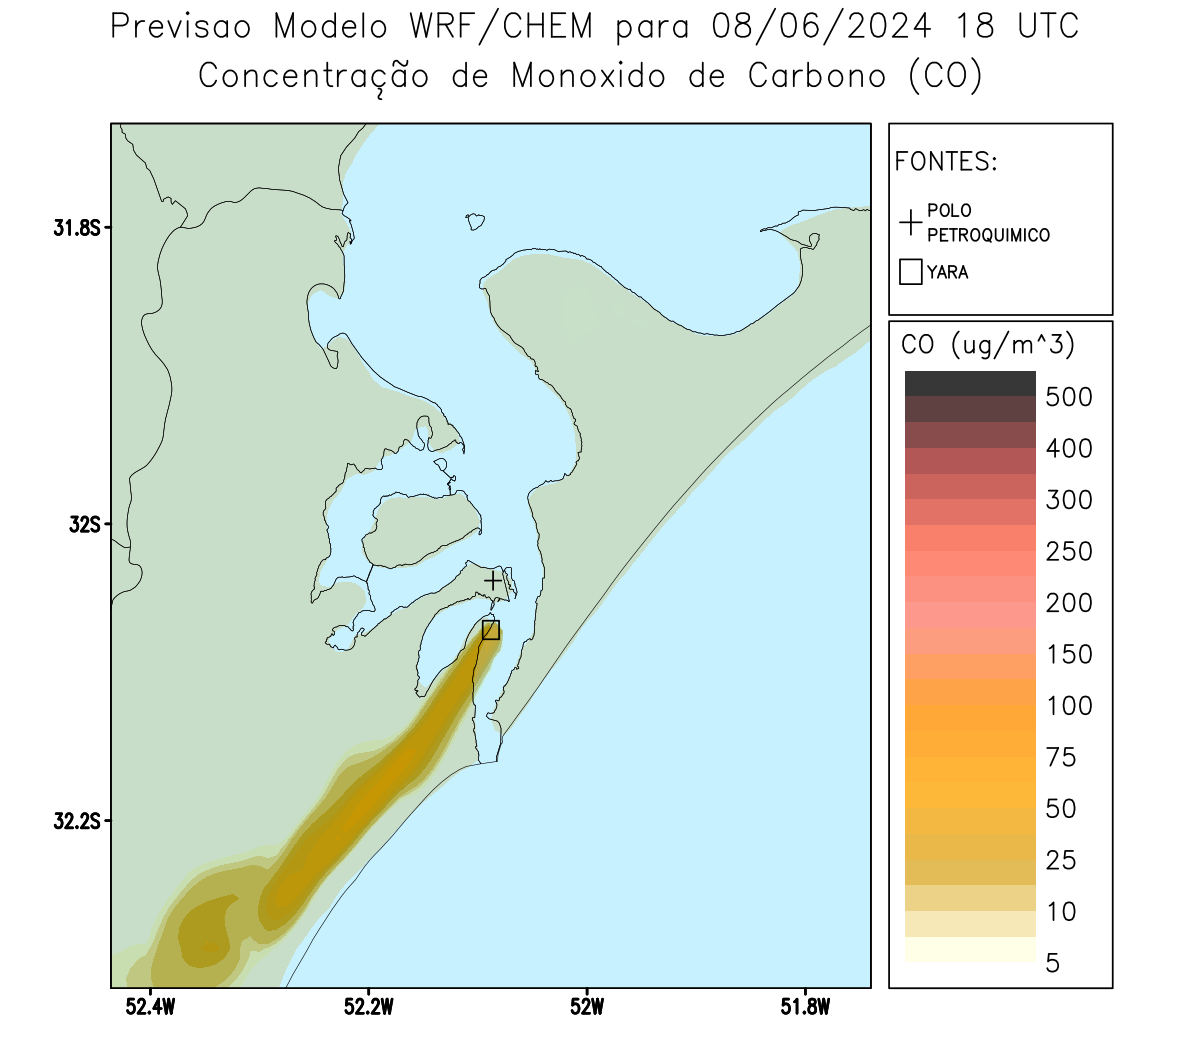 Previsao Modelo WRF/CHEM para 08/06/2024 18 UTC
Concentração de Monoxido de Carbono (CO)
FONTES:
POLO
PETROQUIMICO
YARA
CO (ug/m^3)
500
400
300
250
200
150
100
75
50
25
10
5
31.8S
32S
32.2S
52.4W
52.2W
52W
51.8W